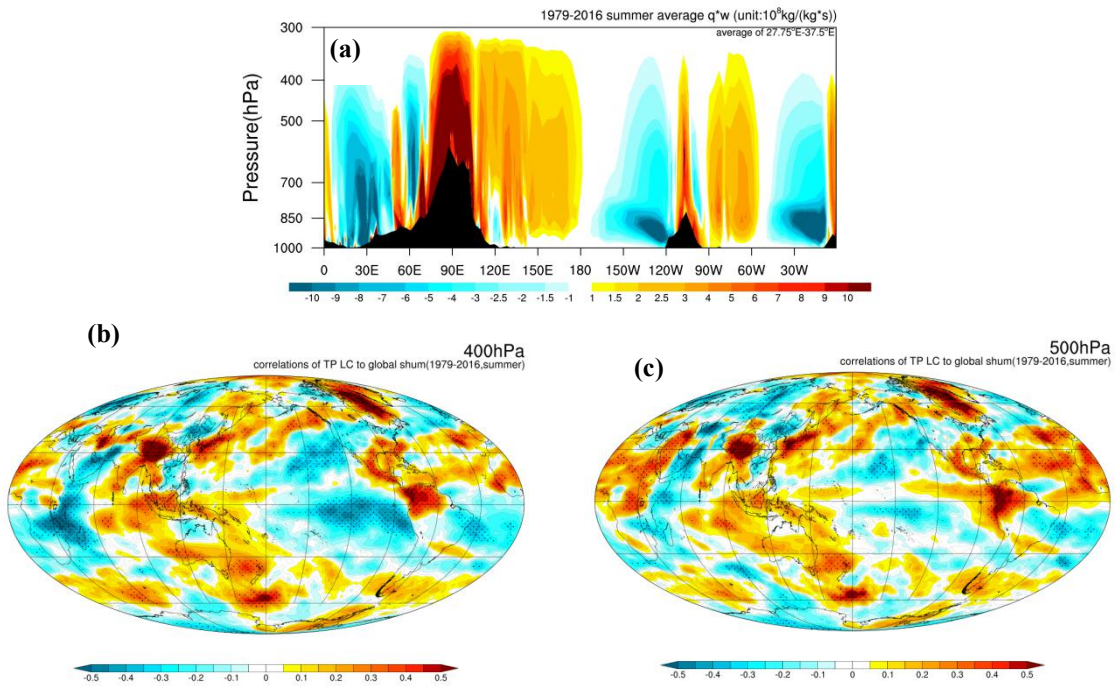 1979-2016 summer average q*w (unit:10⁸kg/(kg*s))
average of 27.75°E-37.5°E
(a)
Pressure(hPa)
300
400
500
700
850
1000
0 30E 60E 90E 120E 150E 180 150W 120W 90W 60W 30W
-10 -9 -8 -7 -6 -5 -4 -3 -2.5 -2 -1.5 -1 1 1.5 2 2.5 3 4 5 6 7 8 9 10
(b)
400hPa
correlations of TP LC to global shum(1979-2016,summer)
-0.5 -0.4 -0.3 -0.2 -0.1 0 0.1 0.2 0.3 0.4 0.5
(c)
500hPa
correlations of TP LC to global shum(1979-2016,summer)
-0.5 -0.4 -0.3 -0.2 -0.1 0 0.1 0.2 0.3 0.4 0.5